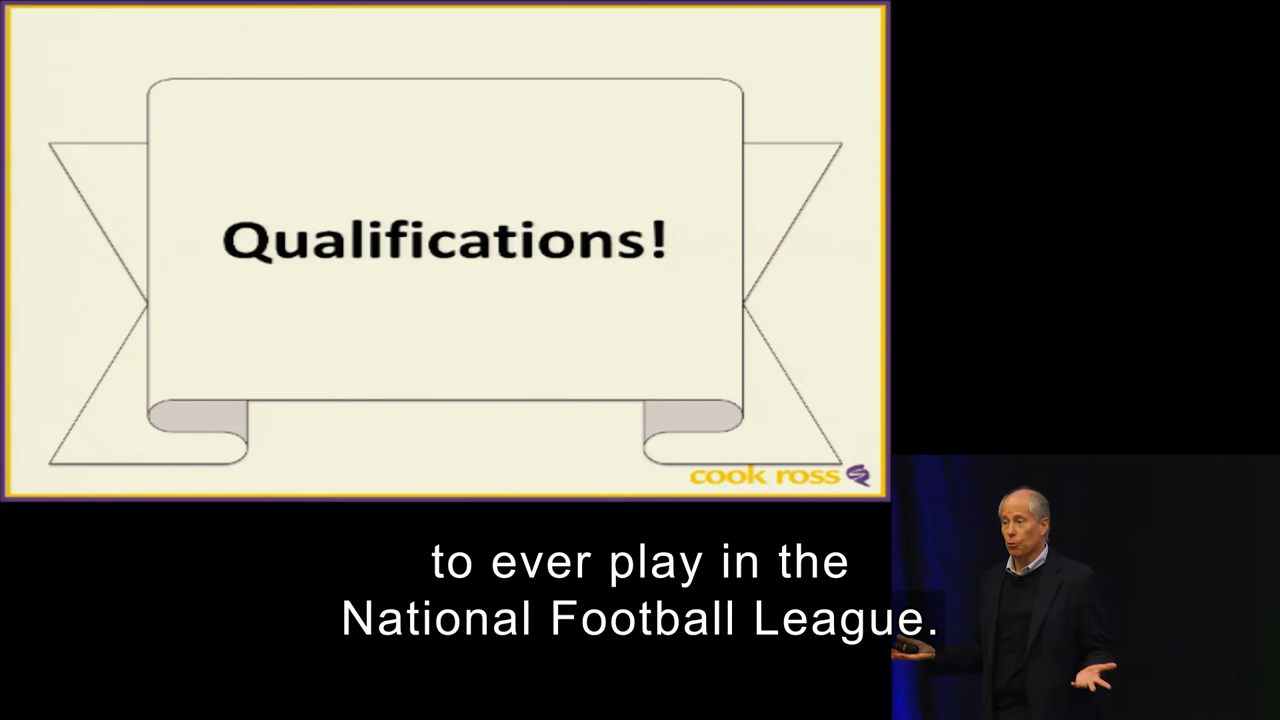 Qualifications!
cook ross
to ever play in the
National Football League.